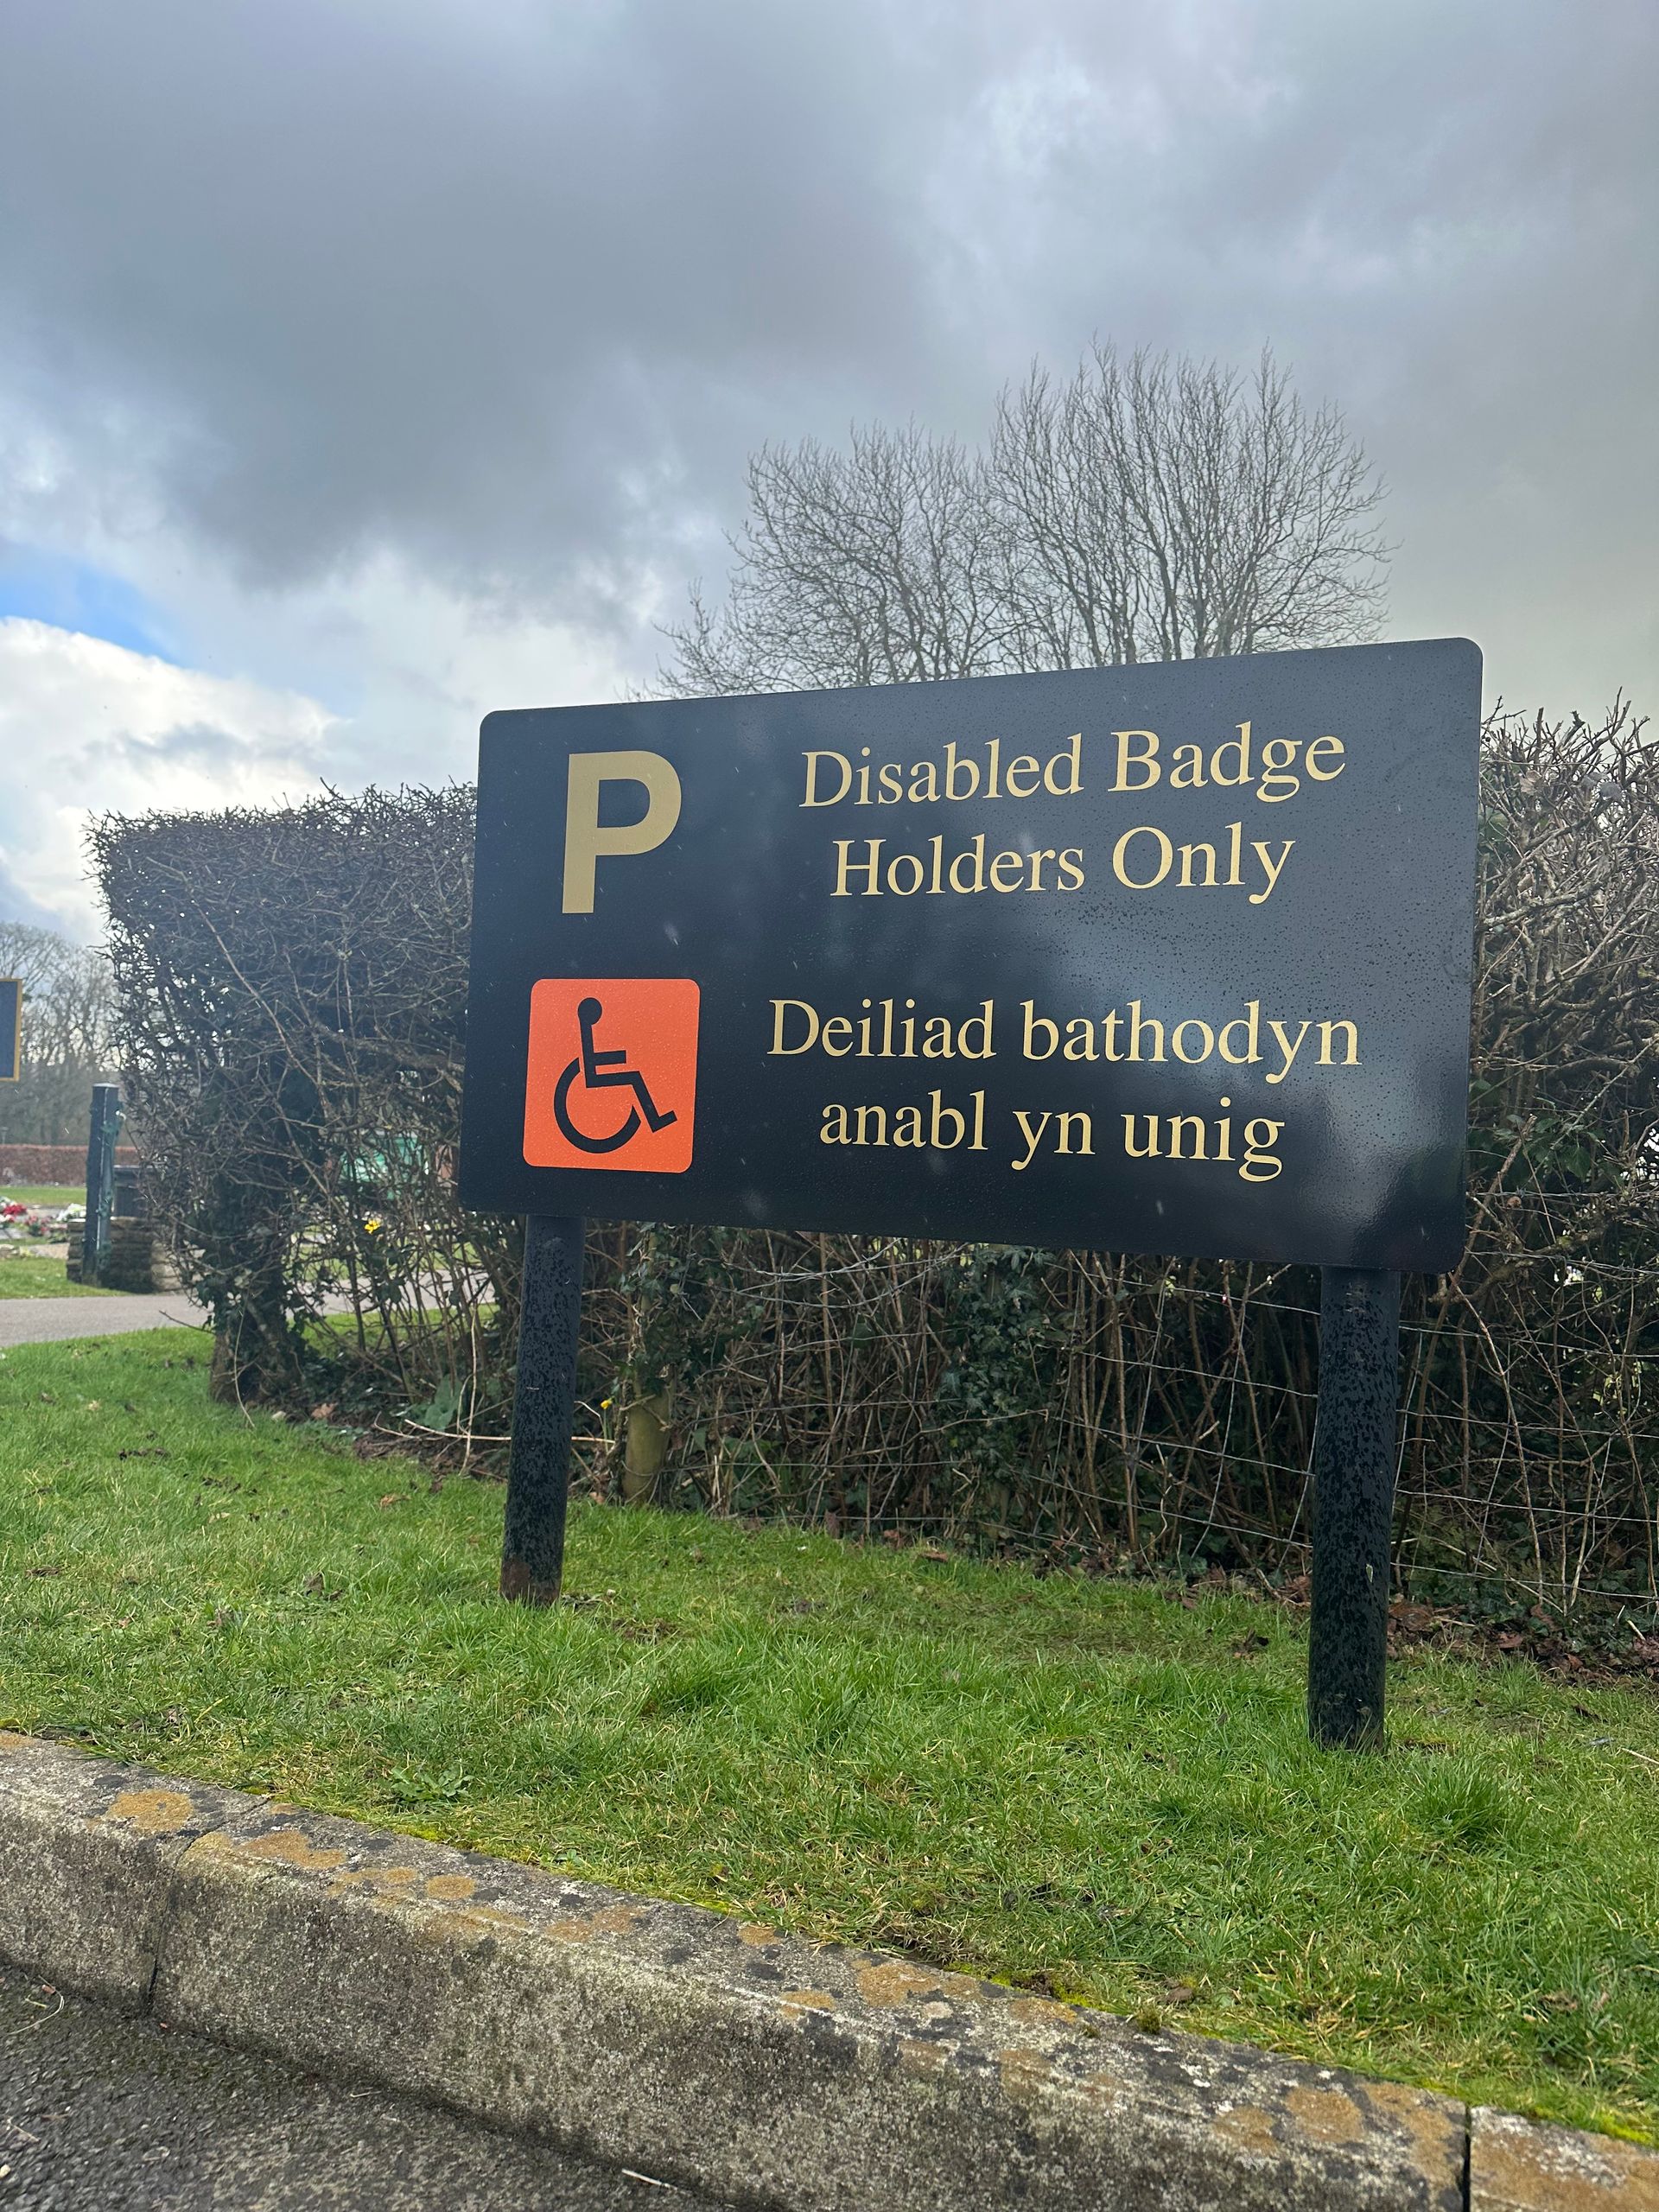 P
Disabled Badge
Holders Only
Deiliad bathodyn
anabl yn unig